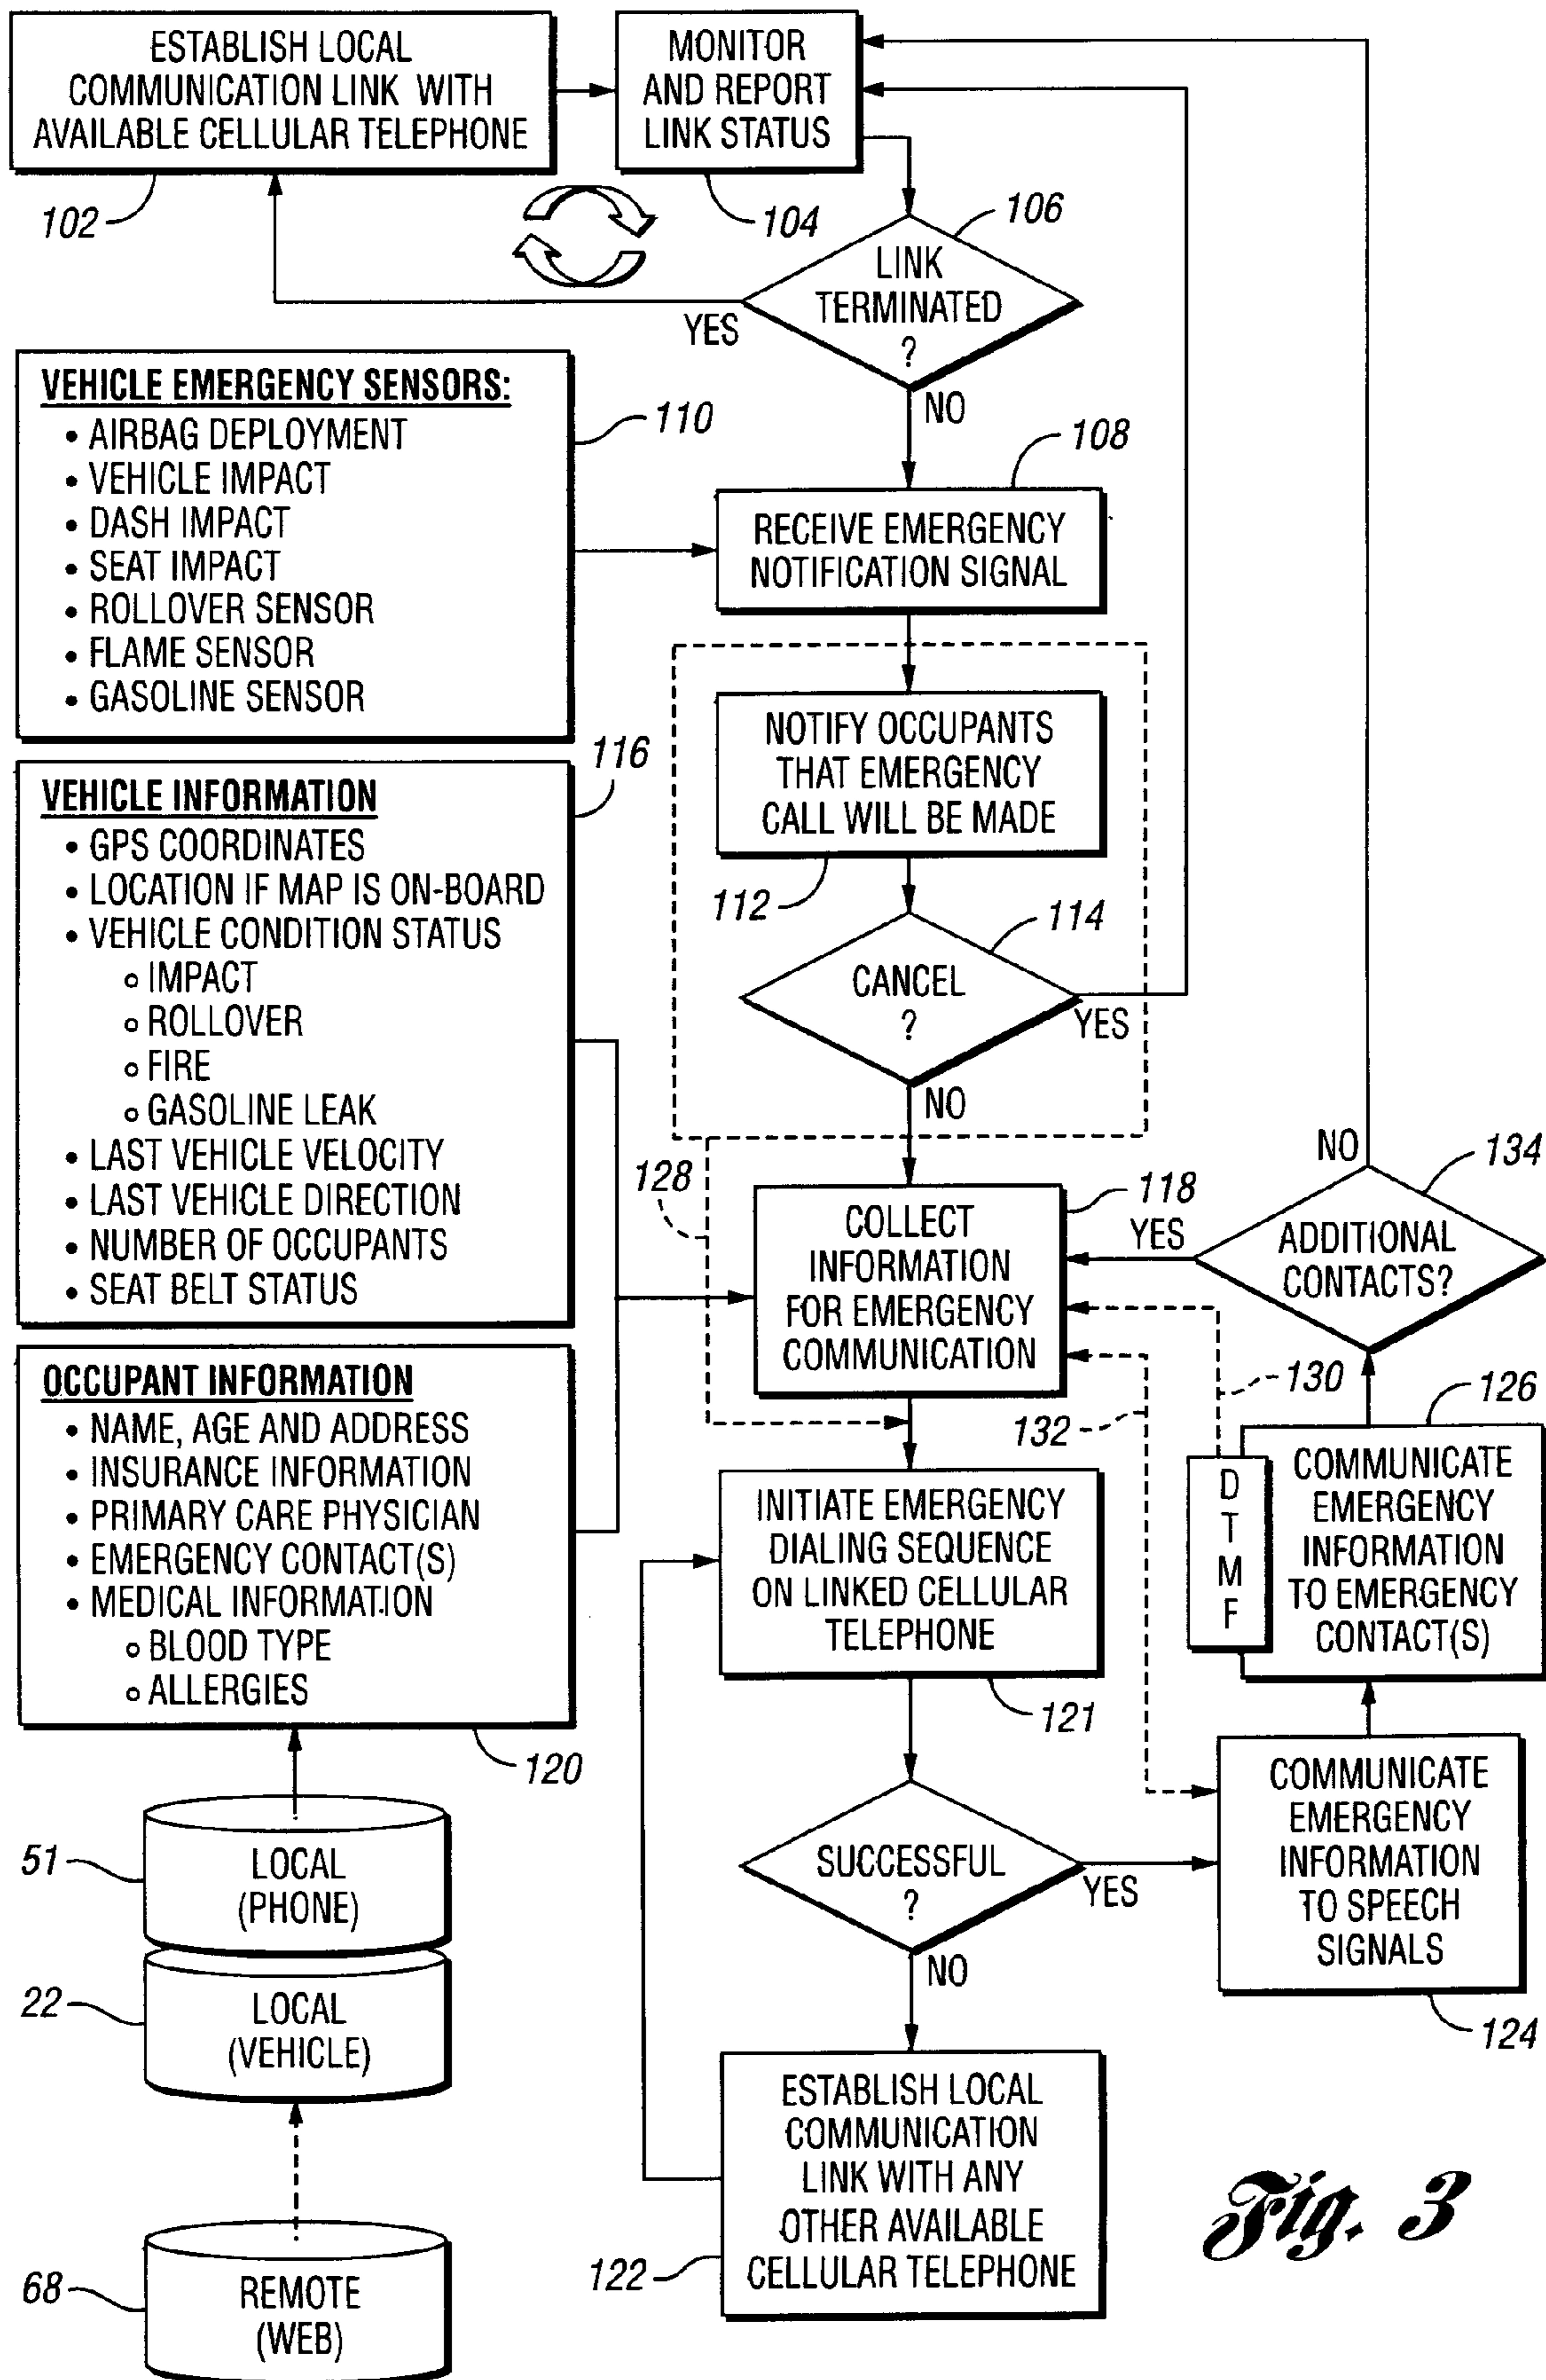 ESTABLISH LOCAL
COMMUNICATION LINK WITH
AVAILABLE CELLULAR TELEPHONE
102
MONITOR
AND REPORT
LINK STATUS
104
106
LINK
TERMINATED
?
YES
NO
VEHICLE EMERGENCY SENSORS:
• AIRBAG DEPLOYMENT
• VEHICLE IMPACT
• DASH IMPACT
• SEAT IMPACT
• ROLLOVER SENSOR
• FLAME SENSOR
• GASOLINE SENSOR
110
108
RECEIVE EMERGENCY
NOTIFICATION SIGNAL
NOTIFY OCCUPANTS
THAT EMERGENCY
CALL WILL BE MADE
112
114
CANCEL
?
YES
NO
116
VEHICLE INFORMATION
• GPS COORDINATES
• LOCATION IF MAP IS ON-BOARD
• VEHICLE CONDITION STATUS
o IMPACT
o ROLLOVER
o FIRE
o GASOLINE LEAK
• LAST VEHICLE VELOCITY
• LAST VEHICLE DIRECTION
• NUMBER OF OCCUPANTS
• SEAT BELT STATUS
128
118
COLLECT
INFORMATION
FOR EMERGENCY
COMMUNICATION
YES
NO
134
ADDITIONAL
CONTACTS?
OCCUPANT INFORMATION
• NAME, AGE AND ADDRESS
• INSURANCE INFORMATION
• PRIMARY CARE PHYSICIAN
• EMERGENCY CONTACT(S)
• MEDICAL INFORMATION
o BLOOD TYPE
o ALLERGIES
120
132
130
126
INITIATE EMERGENCY
DIALING SEQUENCE
ON LINKED CELLULAR
TELEPHONE
121
D
T
M
F
COMMUNICATE
EMERGENCY
INFORMATION
TO EMERGENCY
CONTACT(S)
SUCCESSFUL
?
YES
NO
COMMUNICATE
EMERGENCY
INFORMATION
TO SPEECH
SIGNALS
124
51
LOCAL
(PHONE)
22
LOCAL
(VEHICLE)
68
REMOTE
(WEB)
ESTABLISH LOCAL
COMMUNICATION
LINK WITH ANY
OTHER AVAILABLE
CELLULAR TELEPHONE
122
Fig. 3